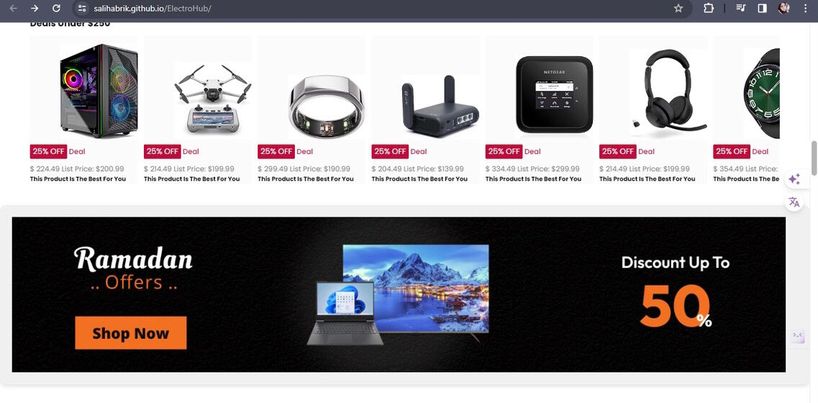 salihabrik.github.io/ElectroHub/
Deals Under $250
NETGEAR
25% OFF Deal
$ 224.49 List Price: $200.99
This Product Is The Best For You
25% OFF Deal
$ 214.49 List Price: $199.99
This Product Is The Best For You
25% OFF Deal
$ 299.49 List Price: $190.99
This Product Is The Best For You
25% OFF Deal
$ 204.49 List Price: $139.99
This Product Is The Best For You
25% OFF Deal
$ 334.49 List Price: $299.99
This Product Is The Best For You
25% OFF Deal
$ 214.49 List Price: $199.99
This Product Is The Best For You
25% OFF Deal
$ 354.49 List Price
This Product Is The Be
Ramadan
.. Offers ..
Shop Now
Discount Up To
50%